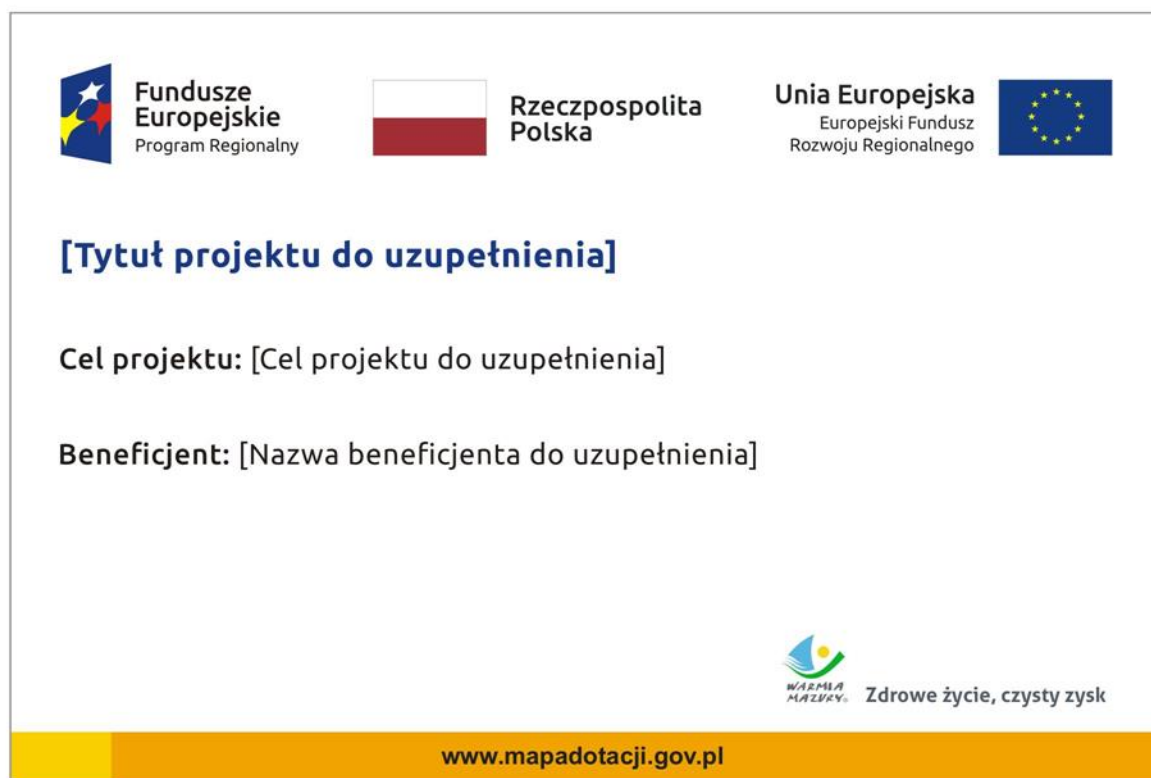 Fundusze
Europejskie
Program Regionalny
Rzeczpospolita
Polska
Unia Europejska
Europejski Fundusz
Rozwoju Regionalnego
[Tytuł projektu do uzupełnienia]
Cel projektu: [Cel projektu do uzupełnienia]
Beneficjent: [Nazwa beneficjenta do uzupełnienia]
WARMIA
MAZURY
Zdrowe życie, czysty zysk
www.mapadotacji.gov.pl